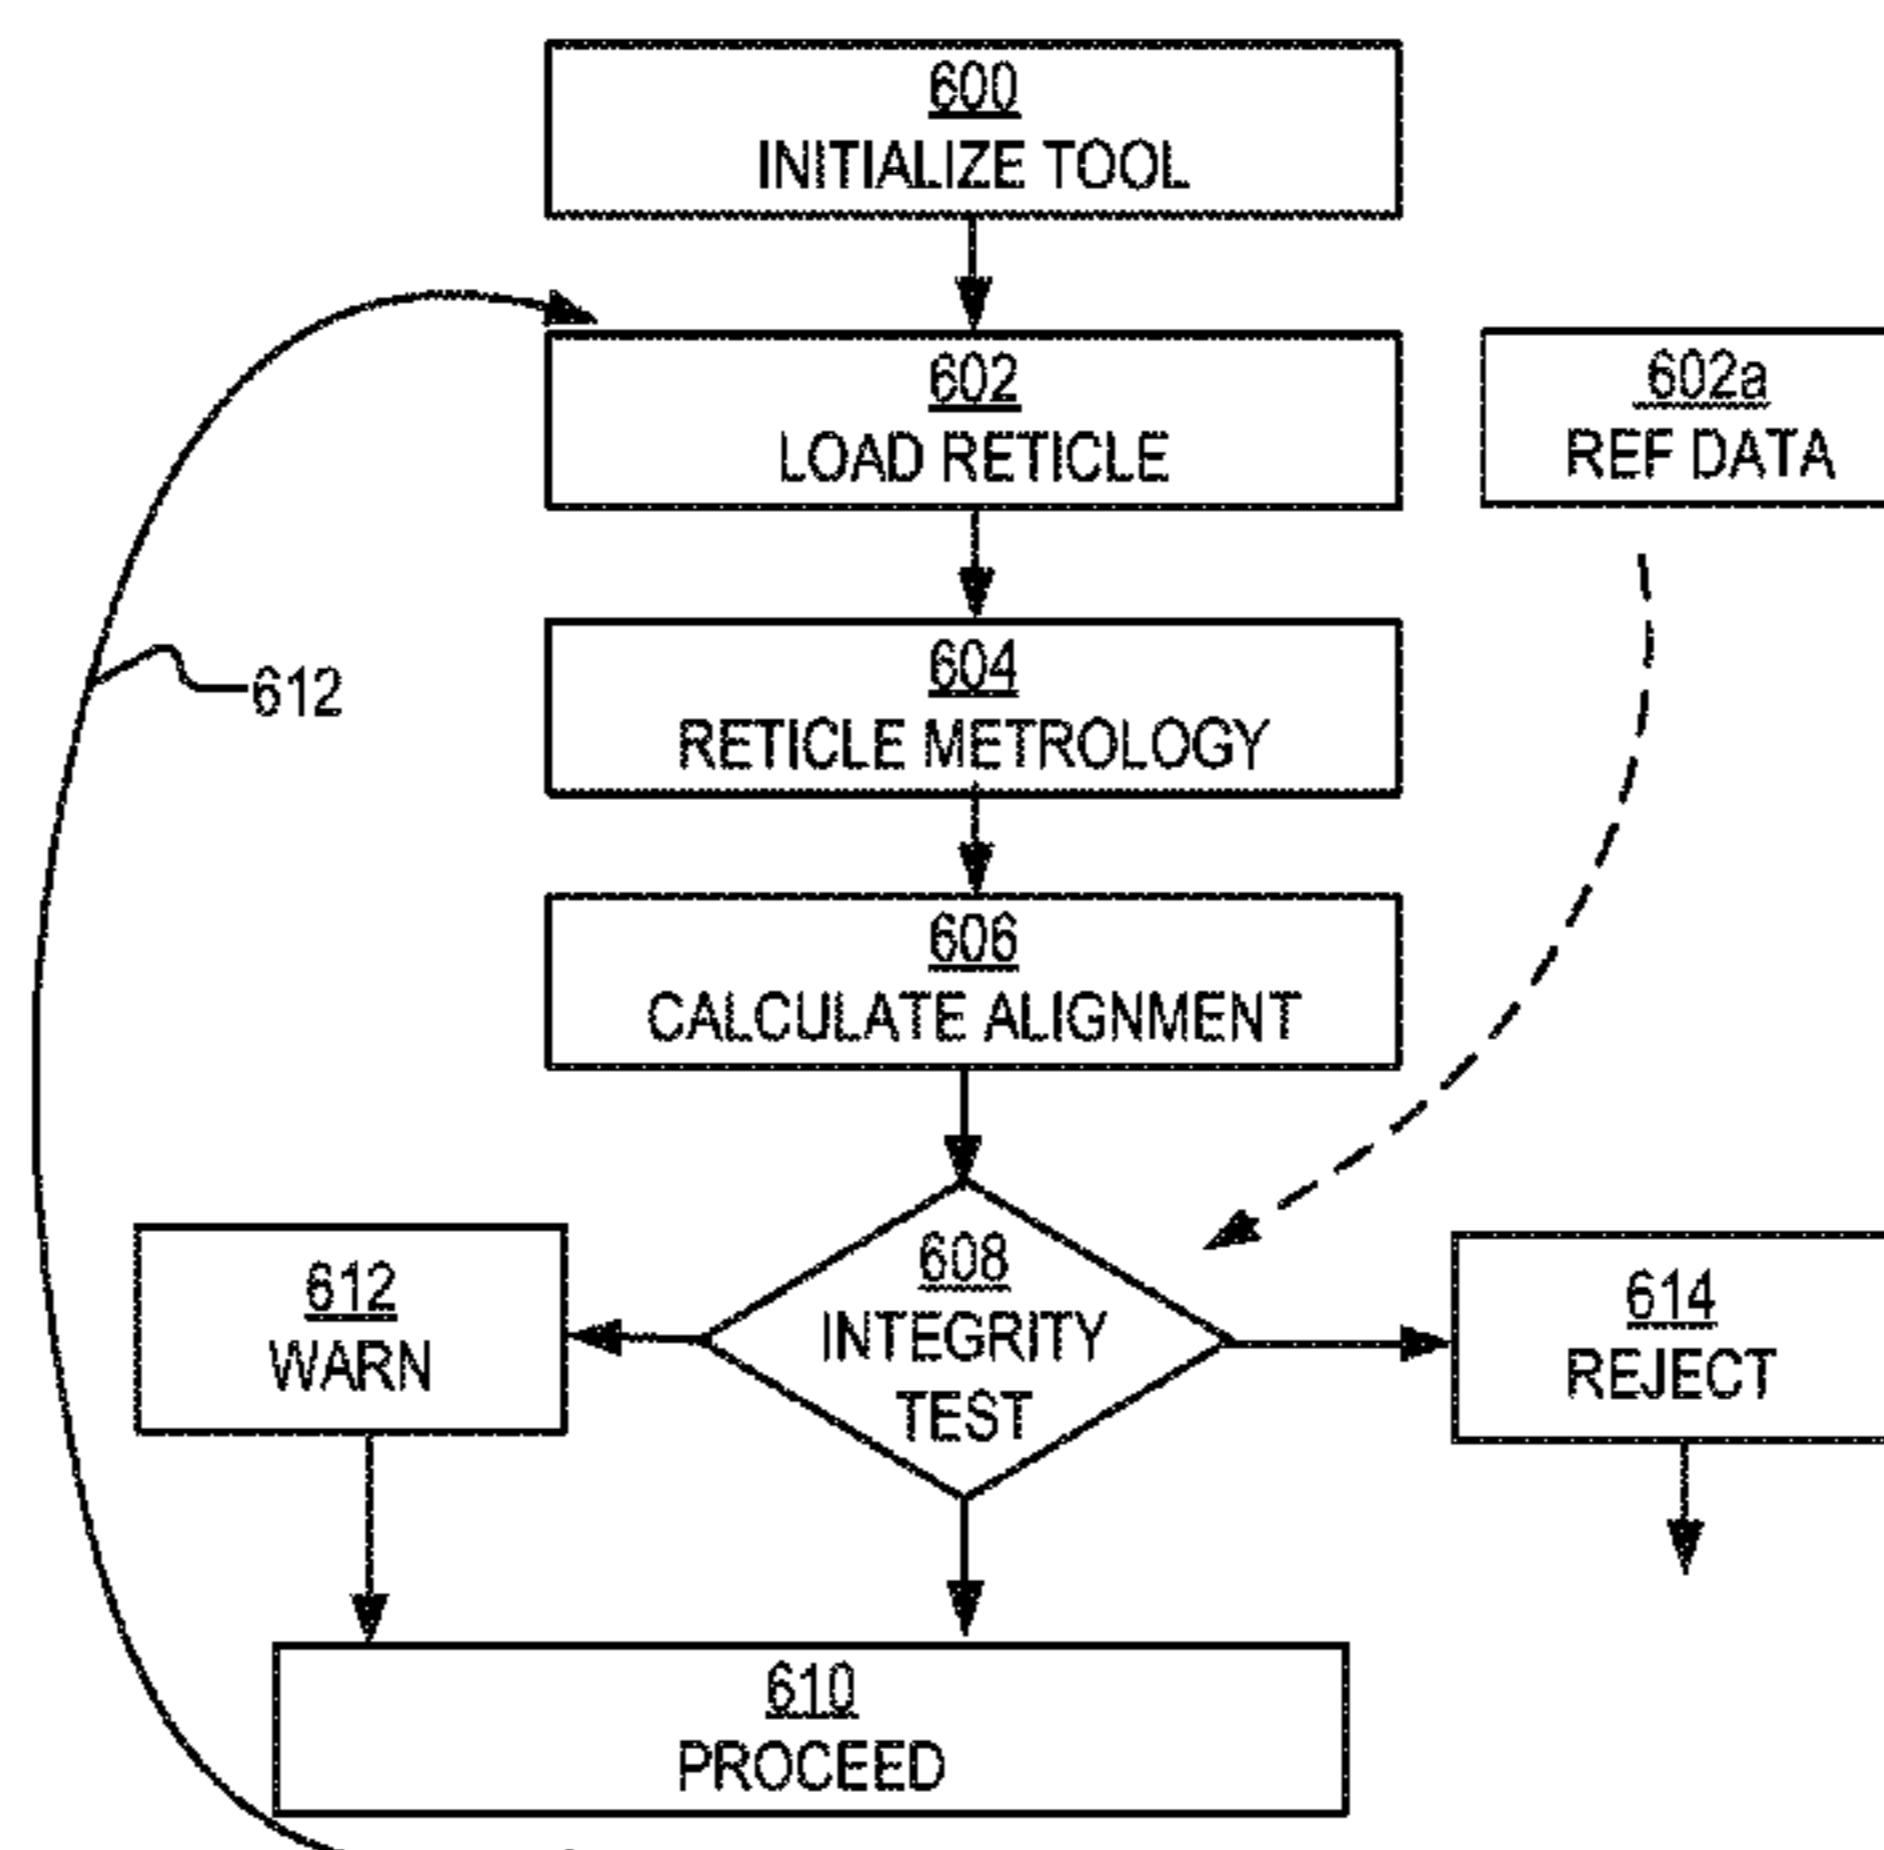 600
INITIALIZE TOOL
602
LOAD RETICLE
602a
REF DATA
604
RETICLE METROLOGY
612
606
CALCULATE ALIGNMENT
608
INTEGRITY
TEST
612
WARN
614
REJECT
610
PROCEED